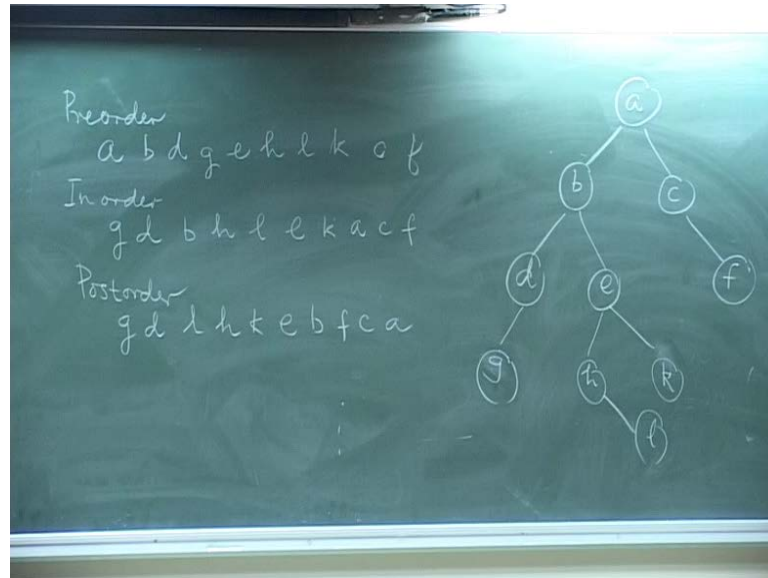 Preorder
a b d g e h l k c f
Inorder
g d b h l e k a c f
Postorder
g d l h k e b f c a
a
b c
d e f
g h k
l